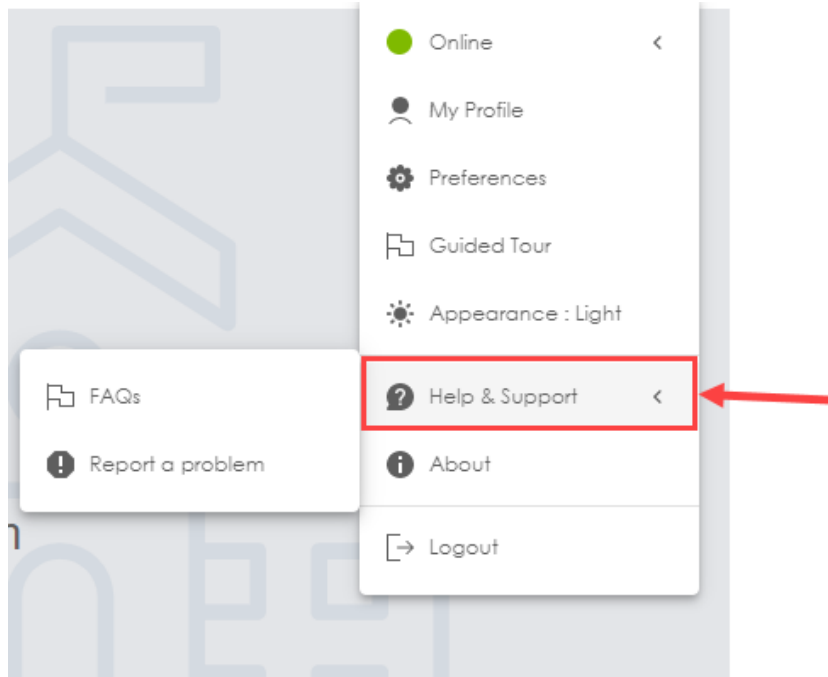 Online
My Profile
Preferences
Guided Tour
Appearance : Light
Help & Support
FAQs
Report a problem
About
Logout